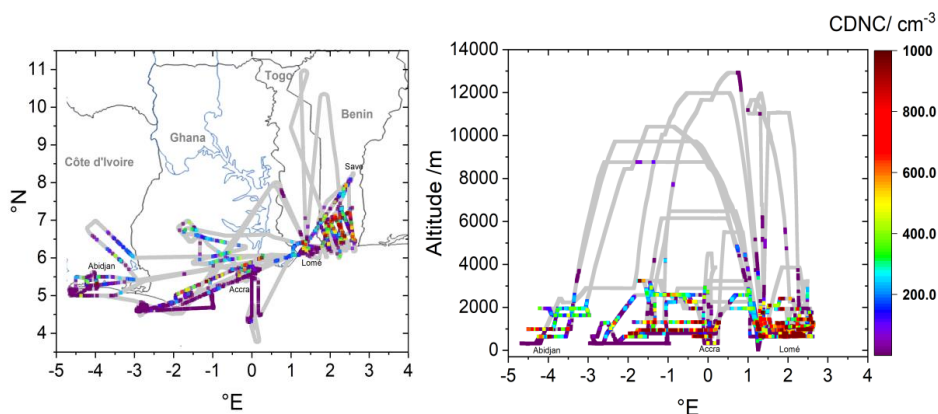 CDNC/ cm-3
11
10
9
8
7
6
5
4
Togo
Benin
Ghana
Côte d'Ivoire
Save
Abidjan
Lomé
Accra
°N
-5 -4 -3 -2 -1 0 1 2 3 4
°E
14000
12000
10000
8000
6000
4000
2000
0
Altitude /m
Abidjan Accra Lomé
-5 -4 -3 -2 -1 0 1 2 3 4
°E
1000
800.0
600.0
400.0
200.0